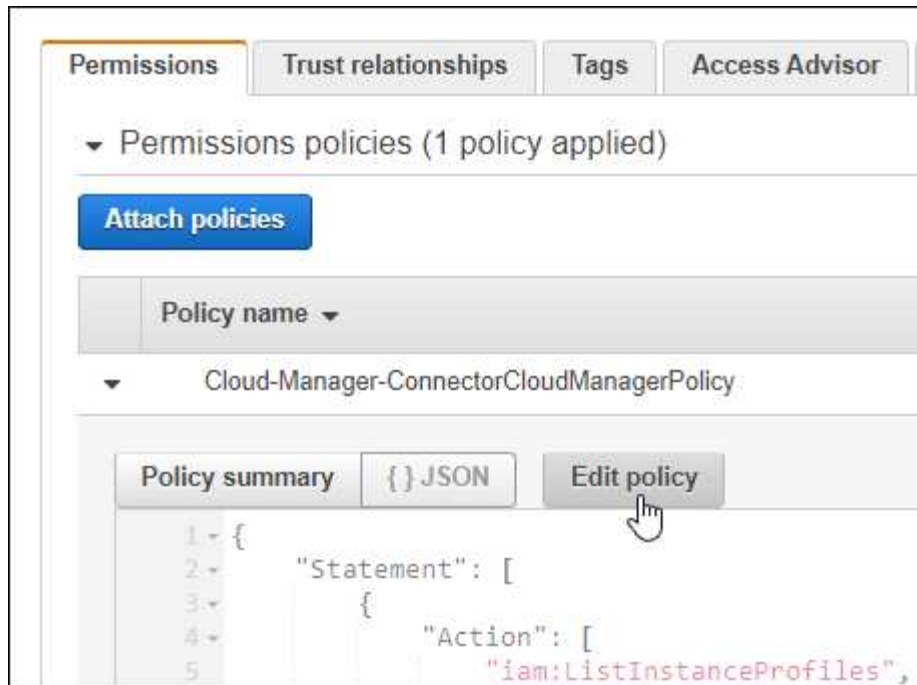 Permissions Trust relationships Tags Access Advisor
Permissions policies (1 policy applied)
Attach policies
Policy name
Cloud-Manager-ConnectorCloudManagerPolicy
Policy summary { } JSON Edit policy
1 {
2 "Statement": [
3 {
4 "Action": [
5 "iam:ListInstanceProfiles",